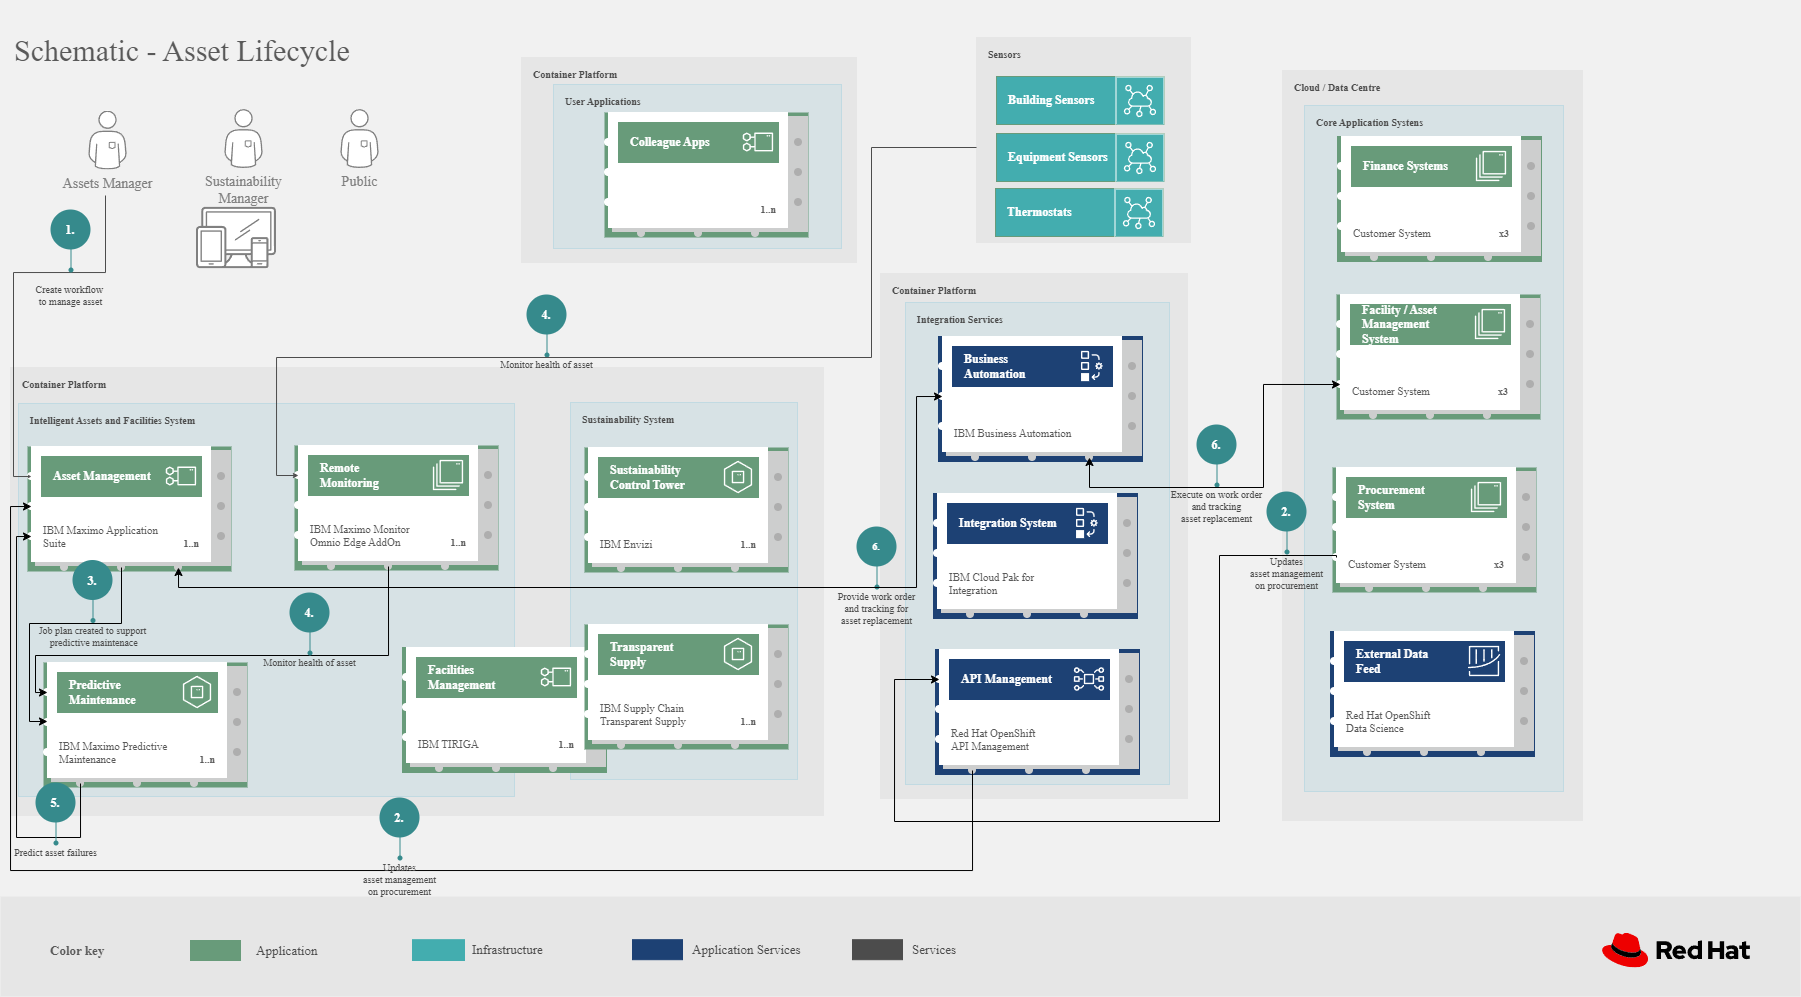 Schematic - Asset Lifecycle
Assets Manager
Sustainability
Manager
Public
1.
Create workflow
to manage asset
Container Platform
User Applications
Colleague Apps
1..n
Sensors
Building Sensors
Equipment Sensors
Thermostats
4.
Monitor health of asset
Container Platform
Intelligent Assets and Facilities System
Asset Management
IBM Maximo Application
Suite
1..n
Remote
Monitoring
IBM Maximo Monitor
Omnio Edge AddOn
1..n
3.
Job plan created to support
predictive maintenace
4.
Monitor health of asset
Predictive
Maintenance
IBM Maximo Predictive
Maintenance
1..n
Facilities
Management
IBM TIRIGA
1..n
5.
Predict asset failures
2.
Updates
asset management
on procurement
Sustainability System
Sustainability
Control Tower
IBM Envizi
1..n
Transparent
Supply
IBM Supply Chain
Transparent Supply
1..n
6.
Provide work order
and tracking for
asset replacement
Container Platform
Integration Services
Business
Automation
IBM Business Automation
Integration System
IBM Cloud Pak for
Integration
API Management
Red Hat OpenShift
API Management
6.
Execute on work order
and tracking
asset replacement
2.
Updates
asset management
on procurement
Cloud / Data Centre
Core Application Systens
Finance Systems
Customer System
x3
Facility / Asset
Management
System
Customer System
x3
Procurement
System
Customer System
x3
External Data
Feed
Red Hat OpenShift
Data Science
Color key
Application
Infrastructure
Application Services
Services
Red Hat